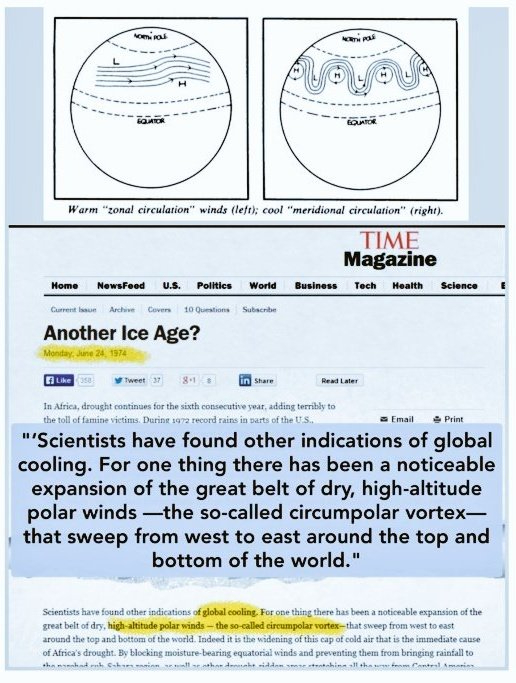 NORTH POLE
L
H
EQUATOR
NORTH POLE
H L H L H L H
EQUATOR
Warm "zonal circulation" winds (left); cool "meridional circulation" (right).
TIME
Magazine
Home NewsFeed U.S. Politics World Business Tech Health Science E
Current Issue Archive Covers 10 Questions Subscribe
Another Ice Age?
Monday, June 24, 1974
Like 358 Tweet 37 8+1 8 in Share Read Later
In Africa, drought continues for the sixth consecutive year, adding terribly to
the toll of famine victims. During 1972 record rains in parts of the U.S.,
Email Print
"'Scientists have found other indications of global
cooling. For one thing there has been a noticeable
expansion of the great belt of dry, high-altitude
polar winds —the so-called circumpolar vortex—
that sweep from west to east around the top and
bottom of the world."
Scientists have found other indications of global cooling. For one thing there has been a noticeable expansion of the
great belt of dry, high-altitude polar winds — the so-called circumpolar vortex—that sweep from west to east
around the top and bottom of the world. Indeed it is the widening of this cap of cold air that is the immediate cause
of Africa's drought. By blocking moisture-bearing equatorial winds and preventing them from bringing rainfall to